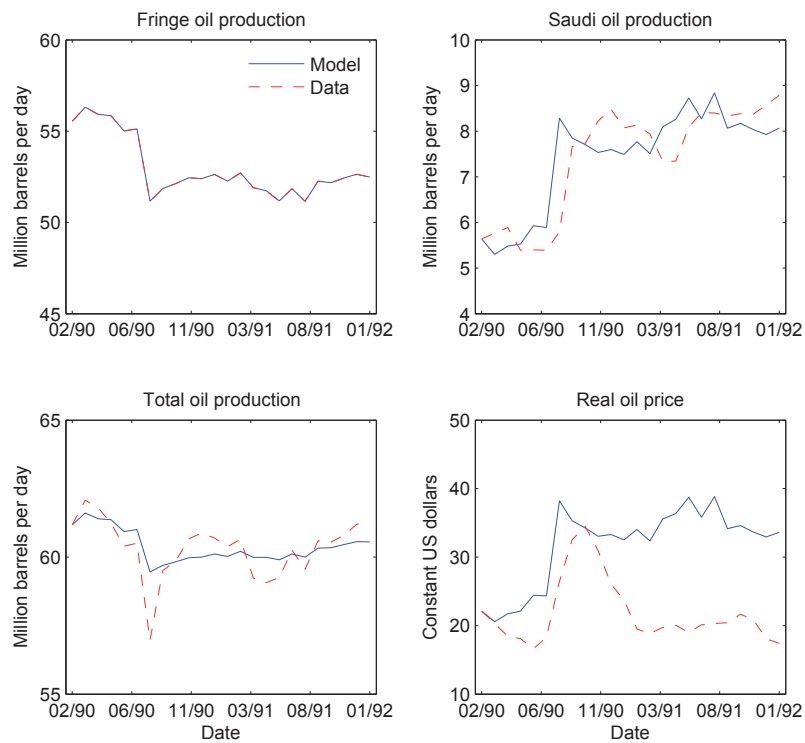 Fringe oil production
60
55
50
45
Million barrels per day
Model
Data
02/90 06/90 11/90 03/91 08/91 01/92
Saudi oil production
10
9
8
7
6
5
4
Million barrels per day
02/90 06/90 11/90 03/91 08/91 01/92
Total oil production
65
60
55
Million barrels per day
02/90 06/90 11/90 03/91 08/91 01/92
Date
Real oil price
50
40
30
20
10
Constant US dollars
02/90 06/90 11/90 03/91 08/91 01/92
Date